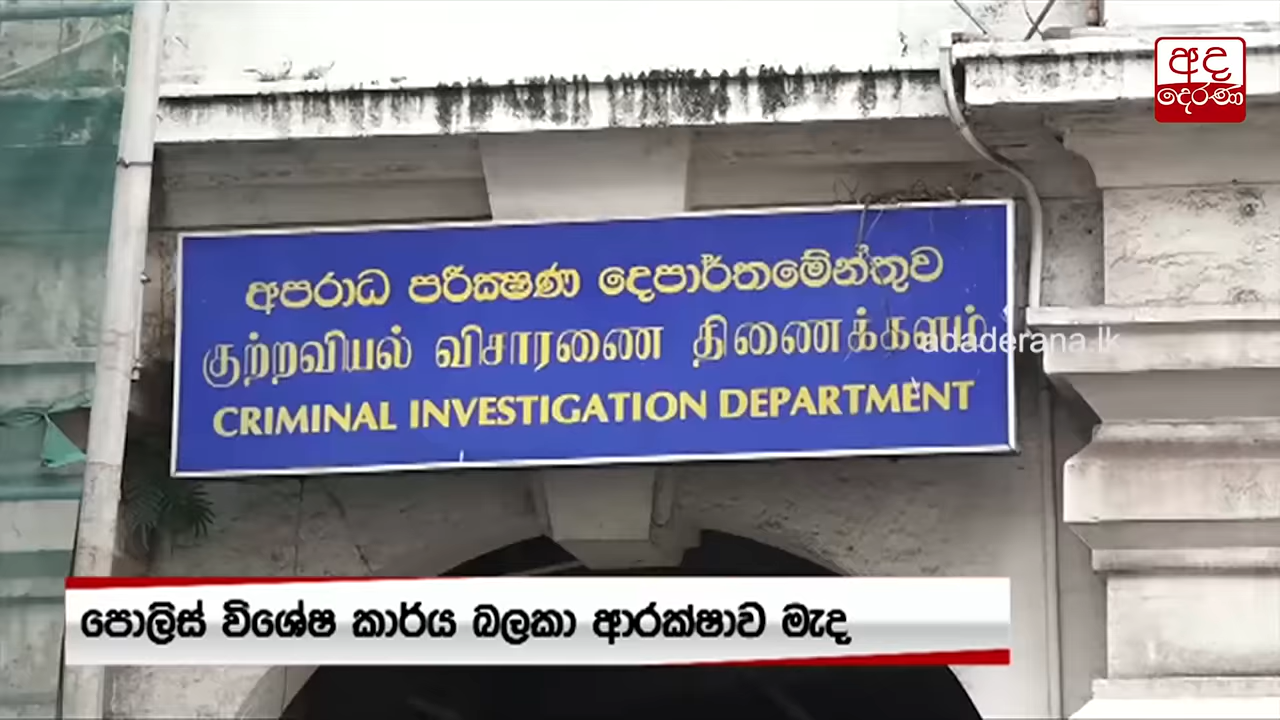 අද
දෙරණ
අපරාධ පරීක්ෂණ දෙපාර්තමේන්තුව
குற்றவியல் விசாரணை திணைக்களம்
adaderana.lk
CRIMINAL INVESTIGATION DEPARTMENT
පොලිස් විශේෂ කාර්ය බලකා ආරක්ෂාව මැද